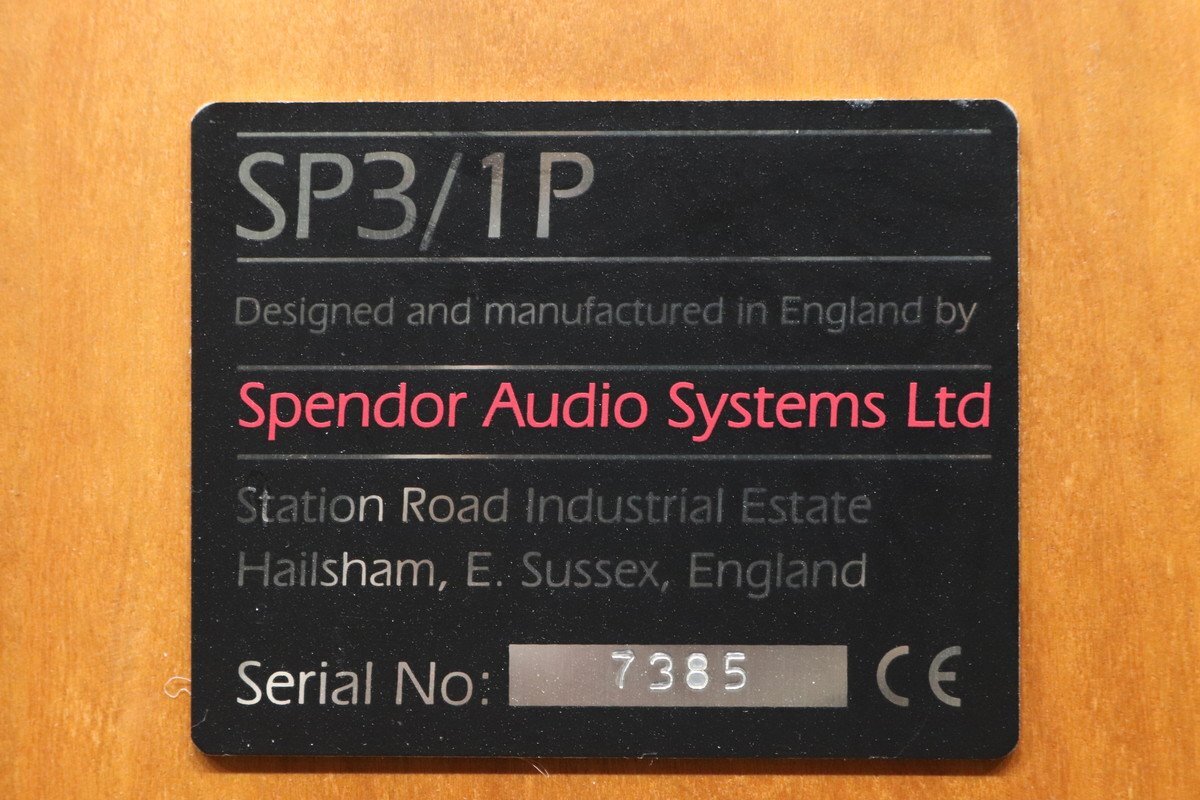 SP3/1P
Designed and manufactured in England by
Spendor Audio Systems Ltd
Station Road Industrial Estate
Hailsham, E. Sussex, England
Serial No: 7385 CE